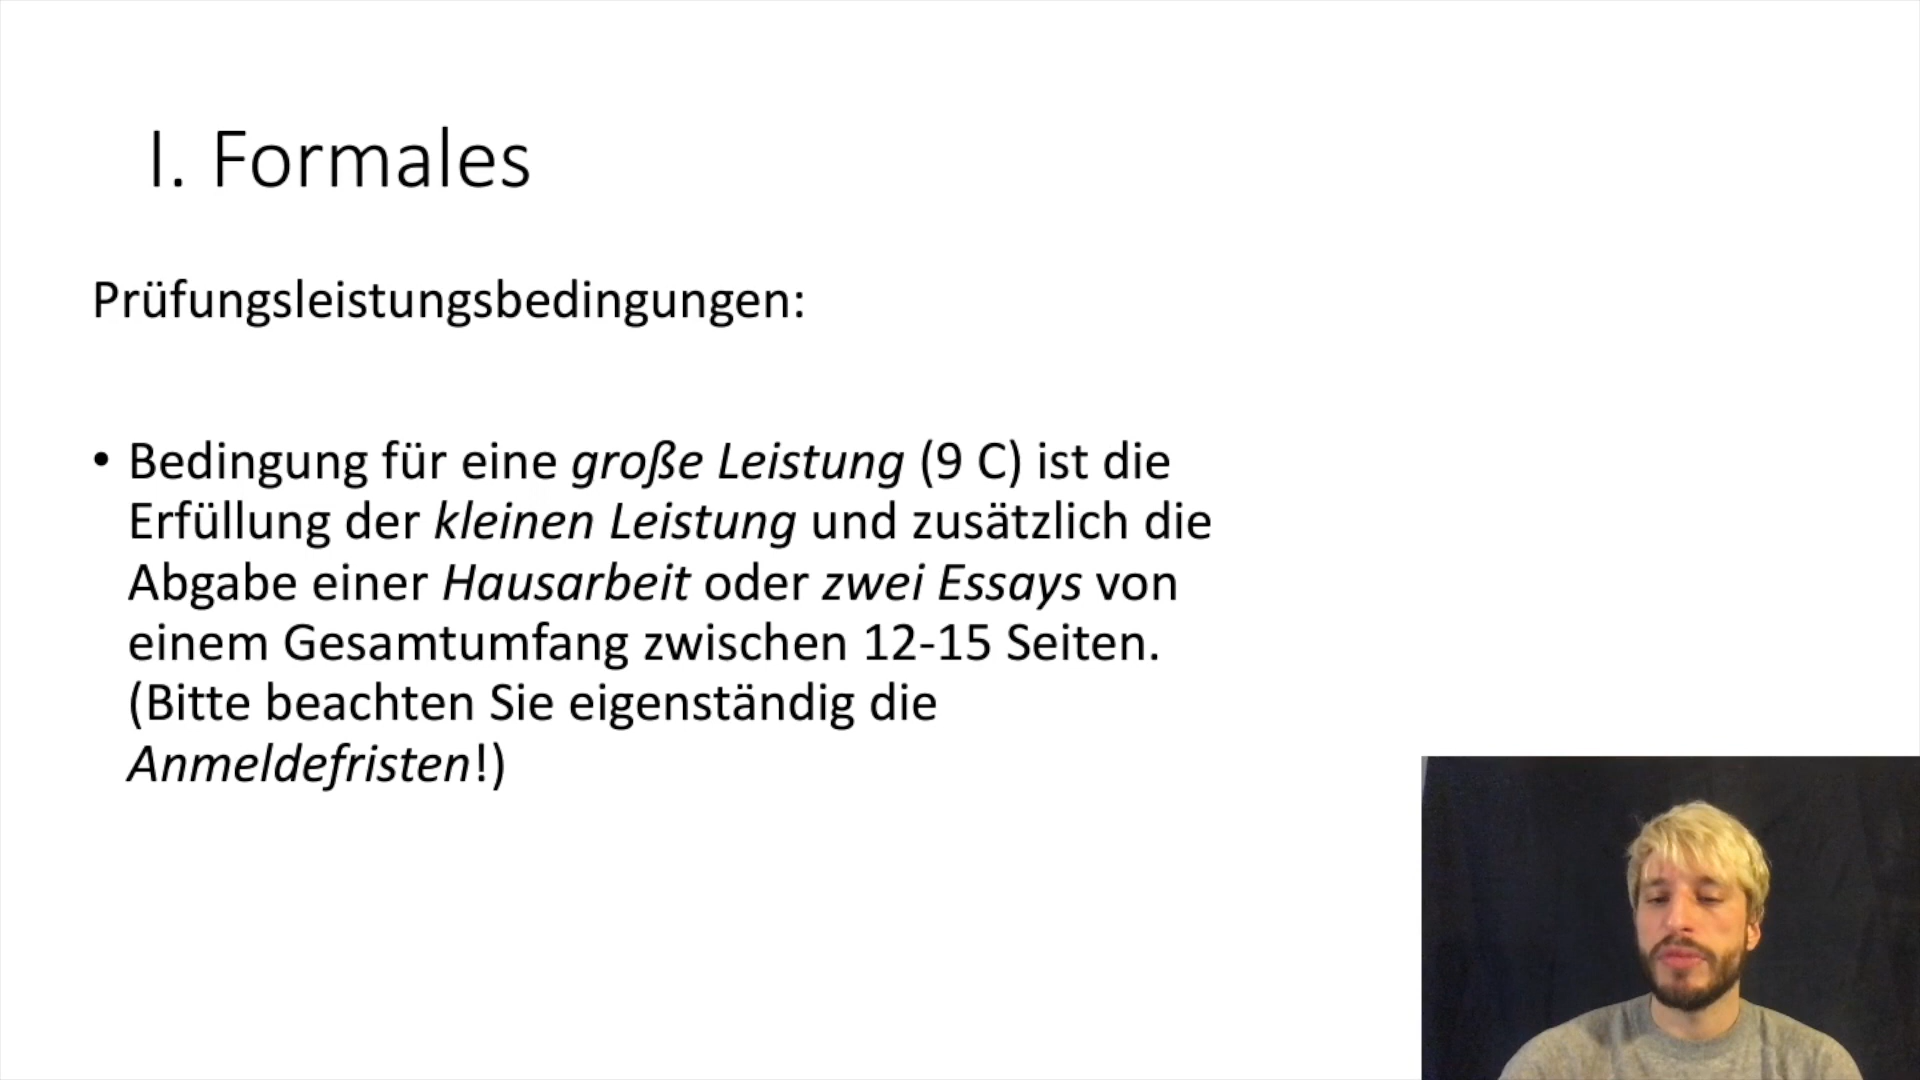 I. Formales
Prüfungsleistungsbedingungen:
• Bedingung für eine große Leistung (9 C) ist die
Erfüllung der kleinen Leistung und zusätzlich die
Abgabe einer Hausarbeit oder zwei Essays von
einem Gesamtumfang zwischen 12-15 Seiten.
(Bitte beachten Sie eigenständig die
Anmeldefristen!)